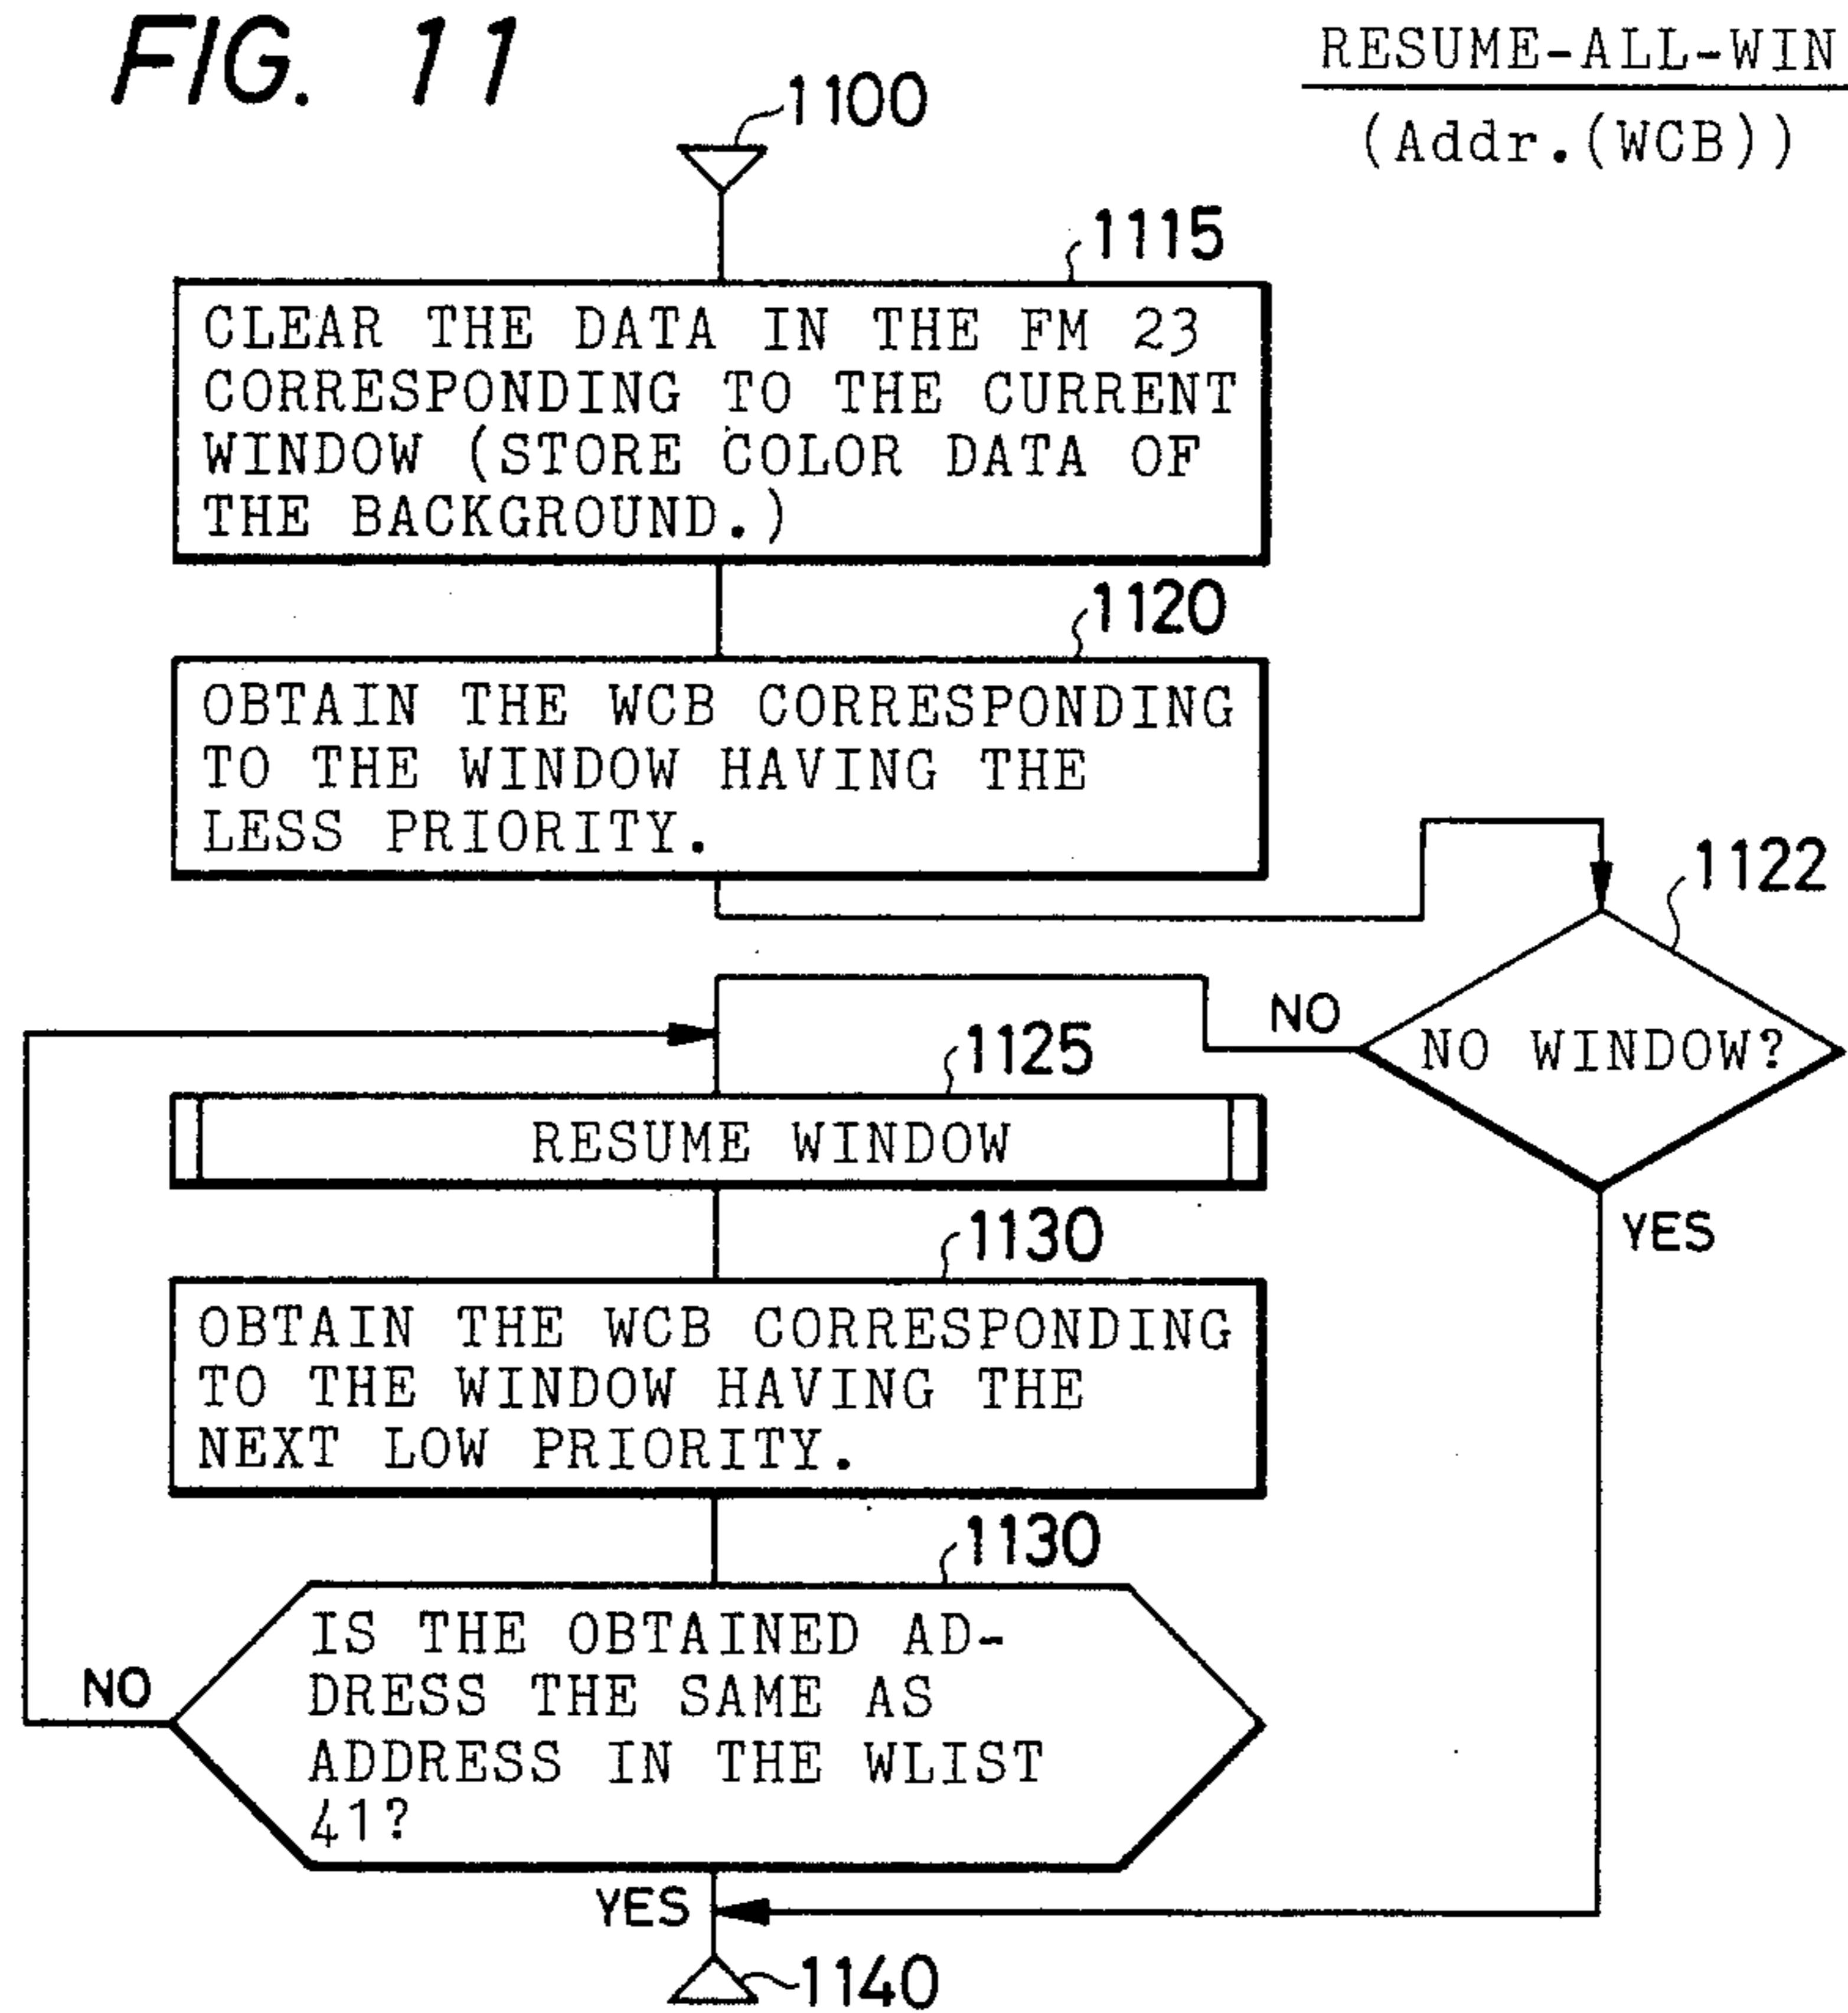 FIG. 11
RESUME-ALL-WIN
(Addr.(WCB))
1100
1115
CLEAR THE DATA IN THE FM 23
CORRESPONDING TO THE CURRENT
WINDOW (STORE COLOR DATA OF
THE BACKGROUND.)
1120
OBTAIN THE WCB CORRESPONDING
TO THE WINDOW HAVING THE
LESS PRIORITY.
1122
NO WINDOW?
NO
YES
1125
RESUME WINDOW
1130
OBTAIN THE WCB CORRESPONDING
TO THE WINDOW HAVING THE
NEXT LOW PRIORITY.
1130
IS THE OBTAINED AD-
DRESS THE SAME AS
ADDRESS IN THE WLIST
41?
NO
YES
1140